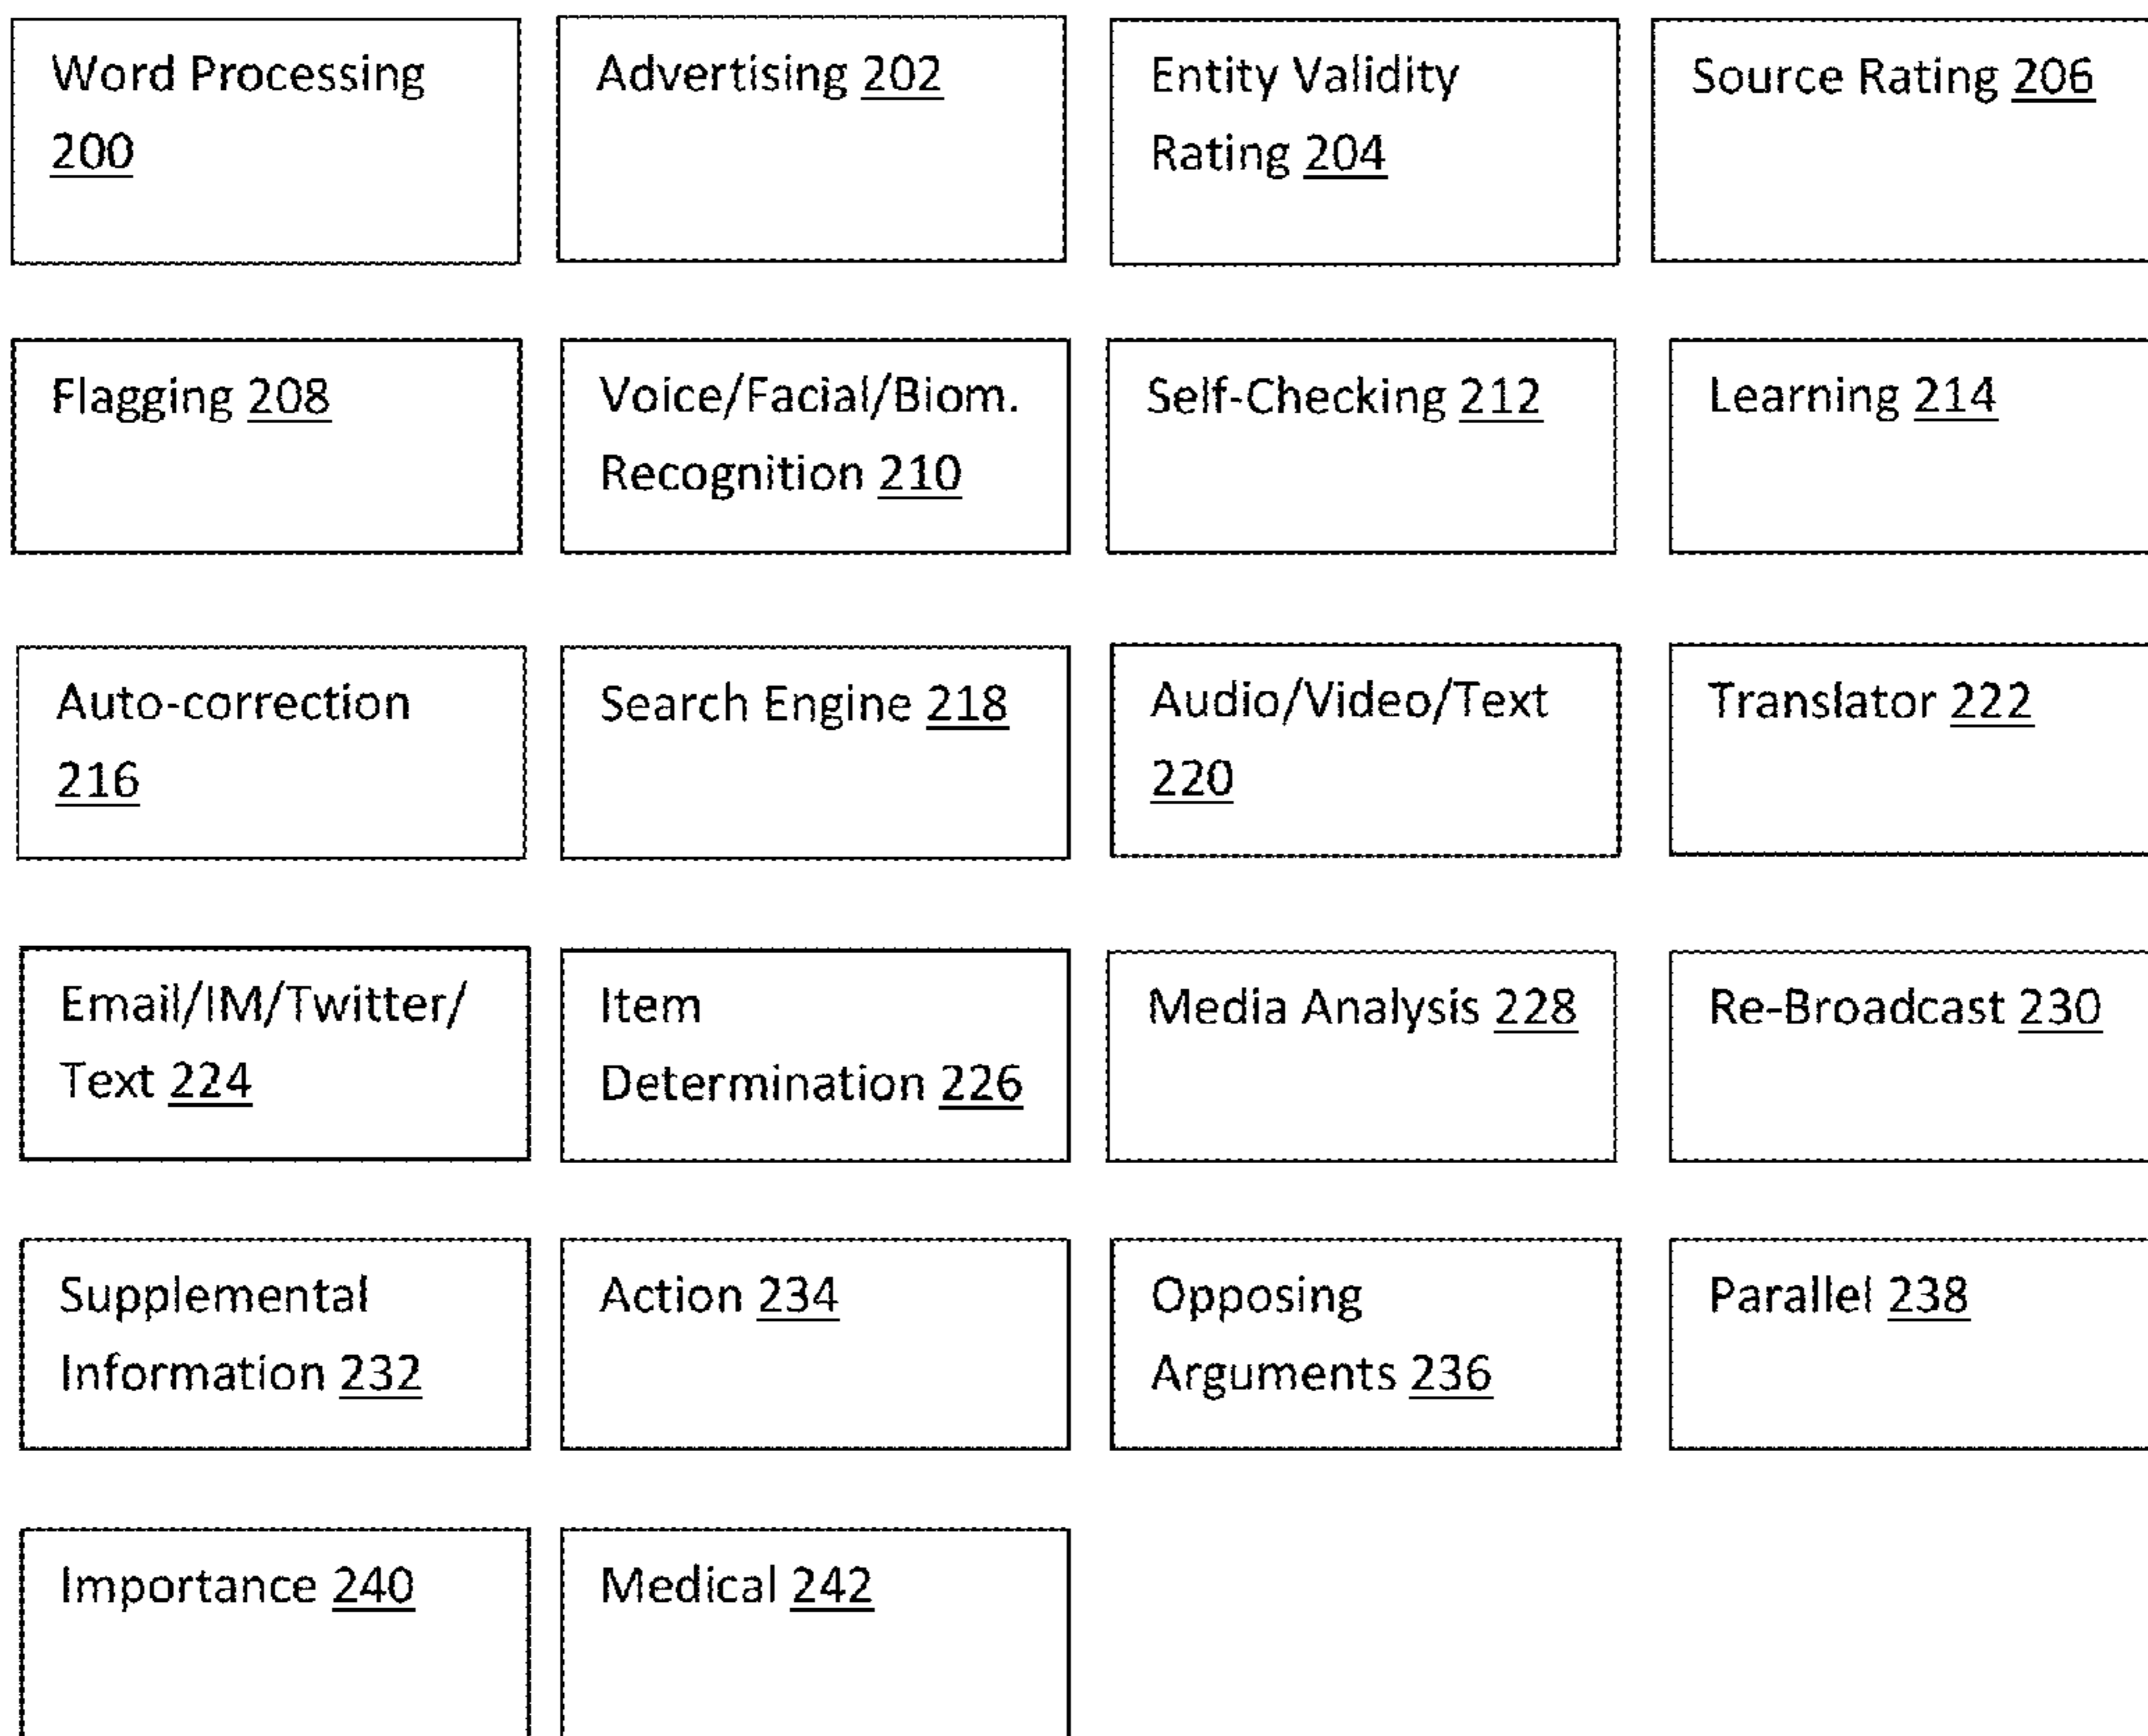 Word Processing
200
Advertising 202
Entity Validity
Rating 204
Source Rating 206
Flagging 208
Voice/Facial/Biom.
Recognition 210
Self-Checking 212
Learning 214
Auto-correction
216
Search Engine 218
Audio/Video/Text
220
Translator 222
Email/IM/Twitter/
Text 224
Item
Determination 226
Media Analysis 228
Re-Broadcast 230
Supplemental
Information 232
Action 234
Opposing
Arguments 236
Parallel 238
Importance 240
Medical 242